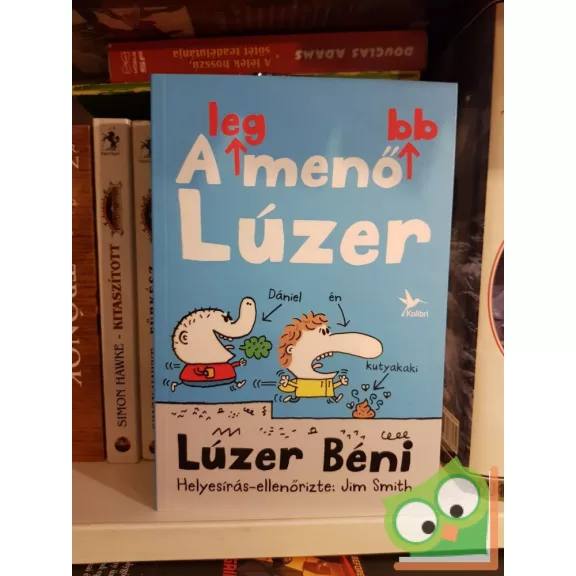 DOUGLAS ADAMS
A lélek hosszú,
sötét teadélutánja
leg
bb
A menő
Lúzer
Dániel
én
Kolibri
kutyakaki
Lúzer Béni
Helyesírás-ellenőrizte: Jim Smith
SIMON HAWKE - KITASZÍTOTT